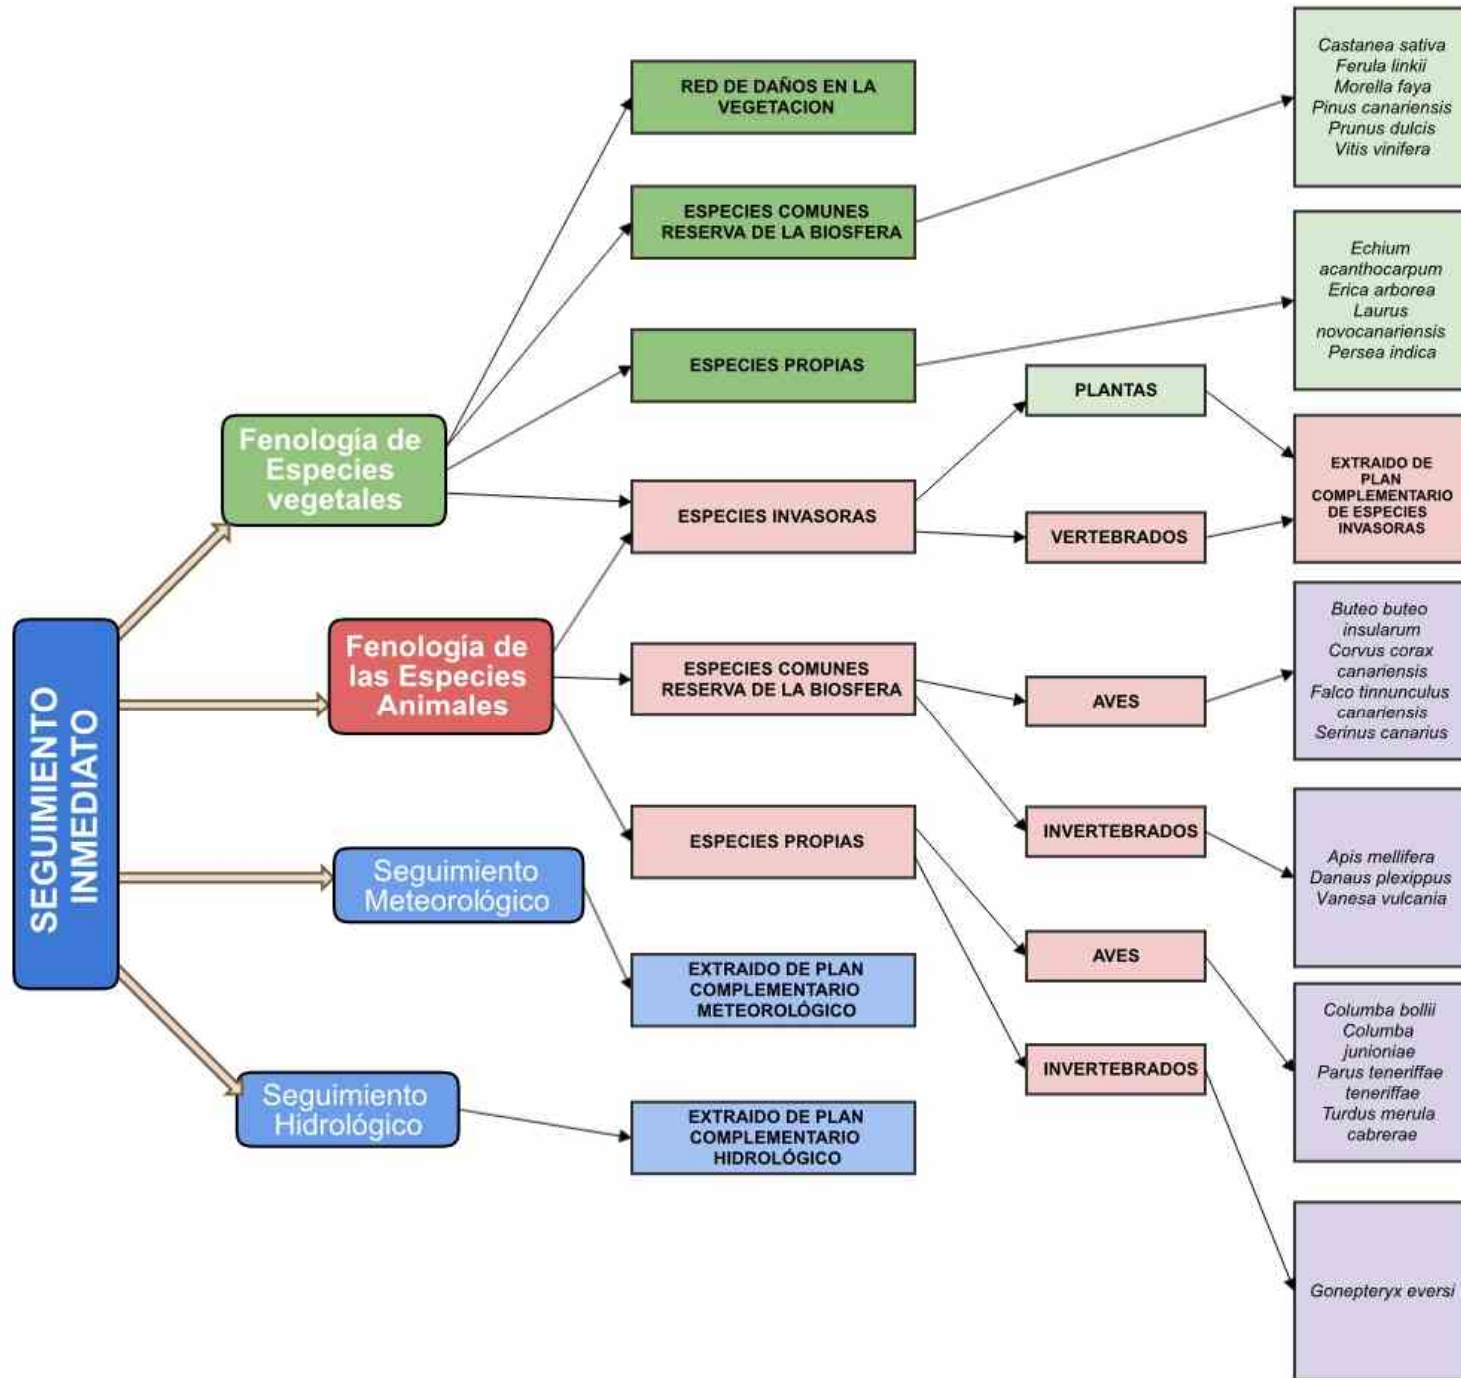 SEGUIMIENTO
INMEDIATO
Fenología de
Especies
vegetales
Fenología de
las Especies
Animales
Seguimiento
Meteorológico
Seguimiento
Hidrológico
RED DE DAÑOS EN LA
VEGETACION
ESPECIES COMUNES
RESERVA DE LA BIOSFERA
ESPECIES PROPIAS
ESPECIES INVASORAS
ESPECIES COMUNES
RESERVA DE LA BIOSFERA
ESPECIES PROPIAS
EXTRAIDO DE PLAN
COMPLEMENTARIO
METEOROLÓGICO
EXTRAIDO DE PLAN
COMPLEMENTARIO
HIDROLÓGICO
PLANTAS
VERTEBRADOS
AVES
INVERTEBRADOS
AVES
INVERTEBRADOS
Castanea sativa
Ferula linkii
Morella faya
Pinus canariensis
Prunus dulcis
Vitis vinifera
Echium
acanthocarpum
Erica arborea
Laurus
novocanariensis
Persea indica
EXTRAIDO DE
PLAN
COMPLEMENTARIO
DE ESPECIES
INVASORAS
Buteo buteo
insularum
Corvus corax
canariensis
Falco tinnunculus
canariensis
Serinus canarius
Apis mellifera
Danaus plexippus
Vanesa vulcania
Columba bollii
Columba
junioniae
Parus teneriffae
teneriffae
Turdus merula
cabrerae
Gonepteryx eversi